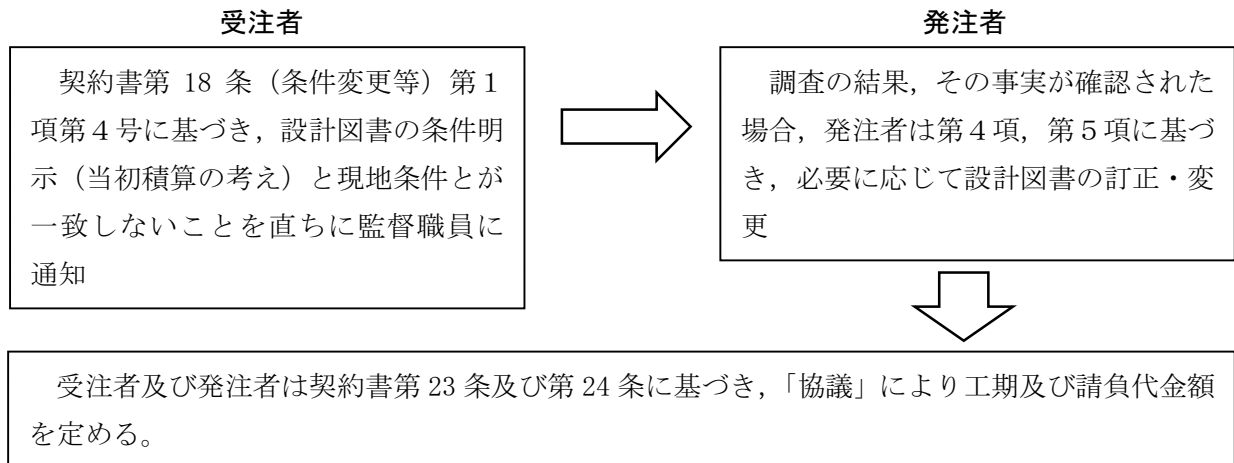 受注者
契約書第 18 条（条件変更等）第１
項第４号に基づき，設計図書の条件明
示（当初積算の考え）と現地条件とが
一致しないことを直ちに監督職員に
通知
発注者
調査の結果，その事実が確認された
場合，発注者は第４項，第５項に基づ
き，必要に応じて設計図書の訂正・変
更
受注者及び発注者は契約書第 23 条及び第 24 条に基づき，「協議」により工期及び請負代金額
を定める。